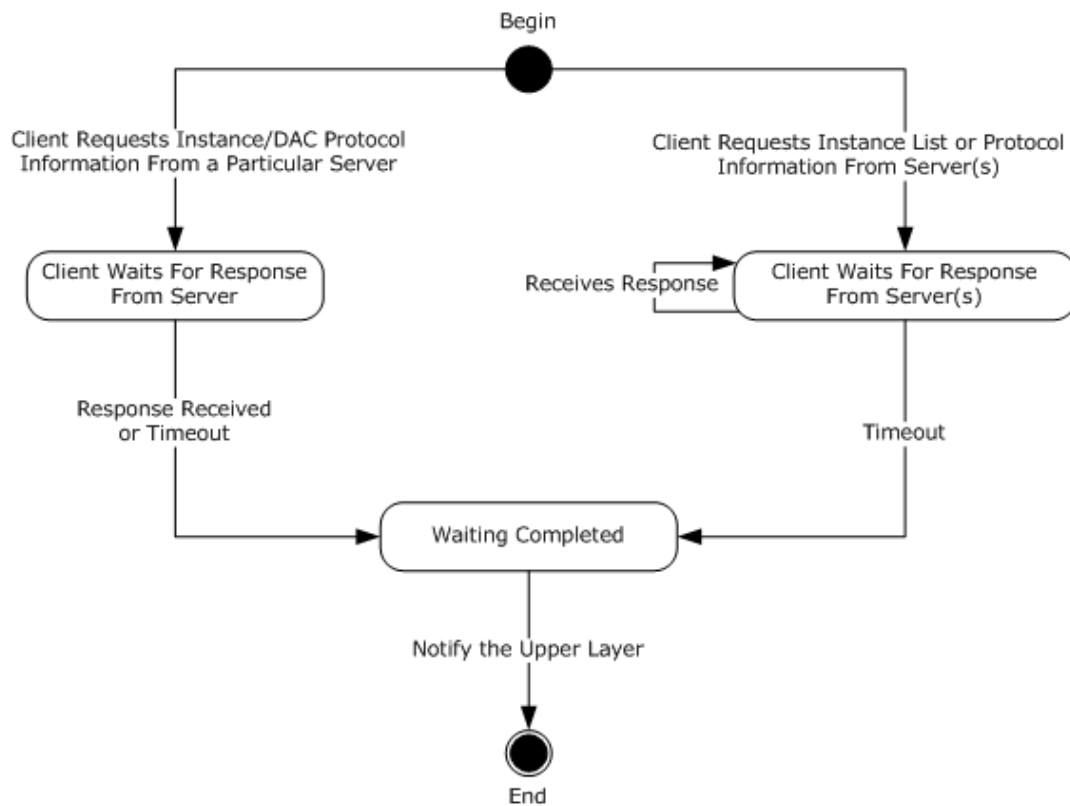 Begin
Client Requests Instance/DAC Protocol
Information From a Particular Server
Client Requests Instance List or Protocol
Information From Server(s)
Client Waits For Response
From Server
Receives Response
Client Waits For Response
From Server(s)
Response Received
or Timeout
Timeout
Waiting Completed
Notify the Upper Layer
End